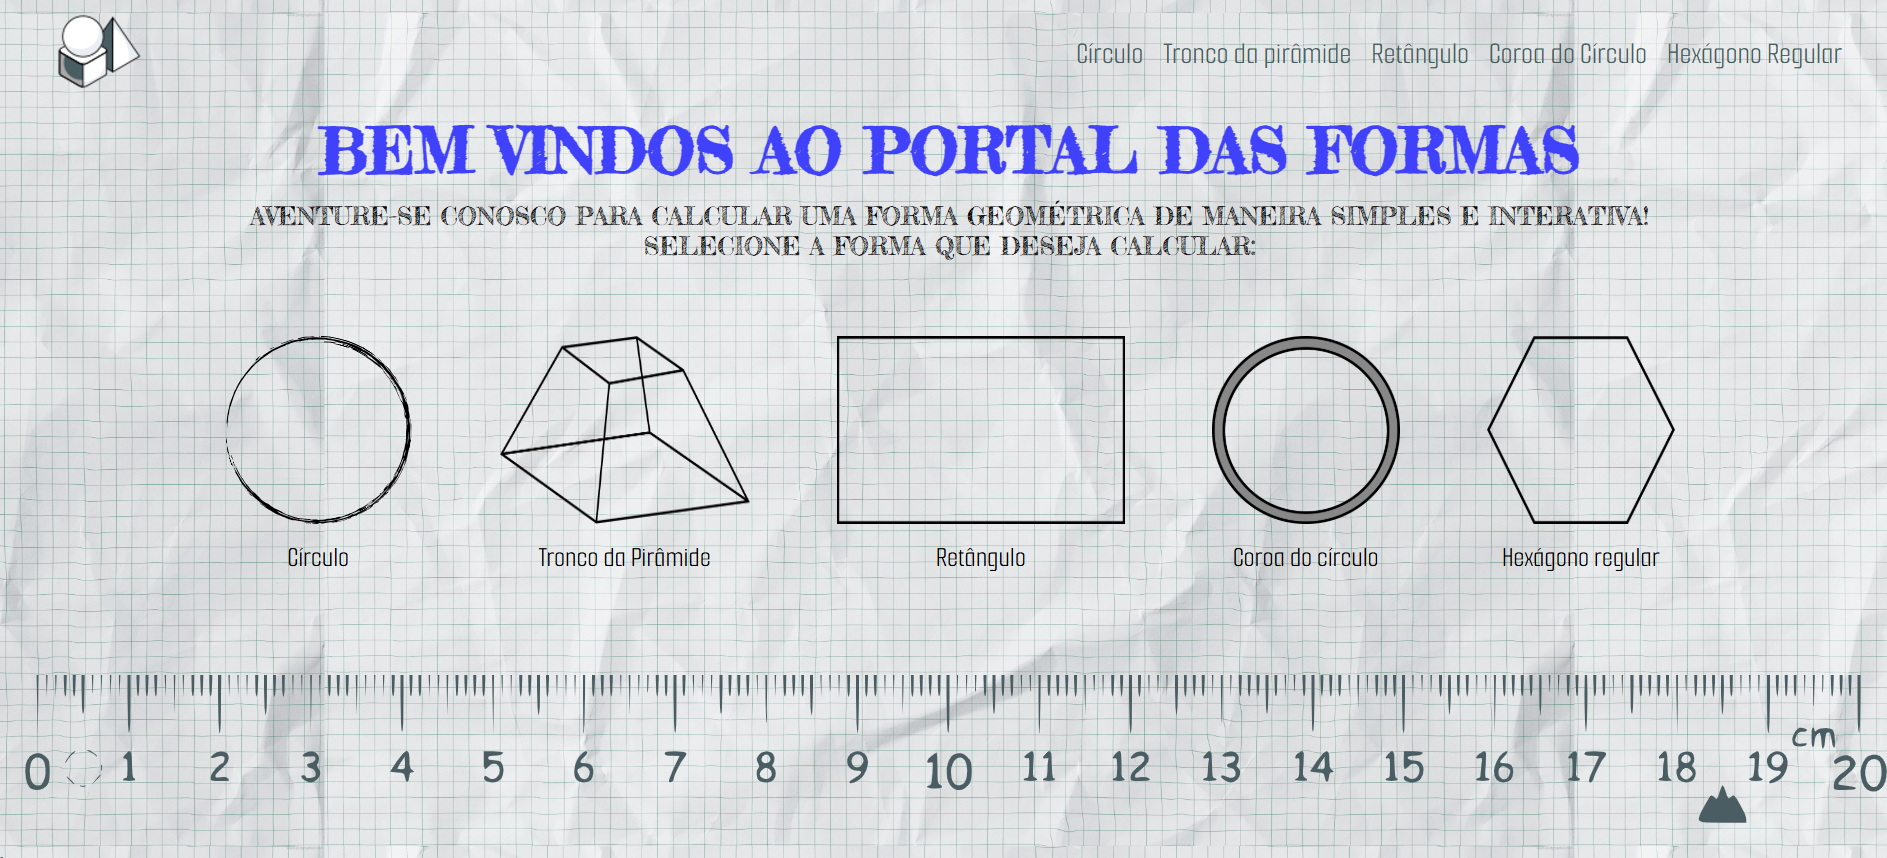 Círculo Tronco da pirâmide Retângulo Coroa do Círculo Hexágono Regular
BEM VINDOS AO PORTAL DAS FORMAS
AVENTURE-SE CONOSCO PARA CALCULAR UMA FORMA GEOMÉTRICA DE MANEIRA SIMPLES E INTERATIVA!
SELECIONE A FORMA QUE DESEJA CALCULAR:
Círculo Tronco da Pirâmide Retângulo Coroa do círculo Hexágono regular
cm
0 1 2 3 4 5 6 7 8 9 10 11 12 13 14 15 16 17 18 19 20